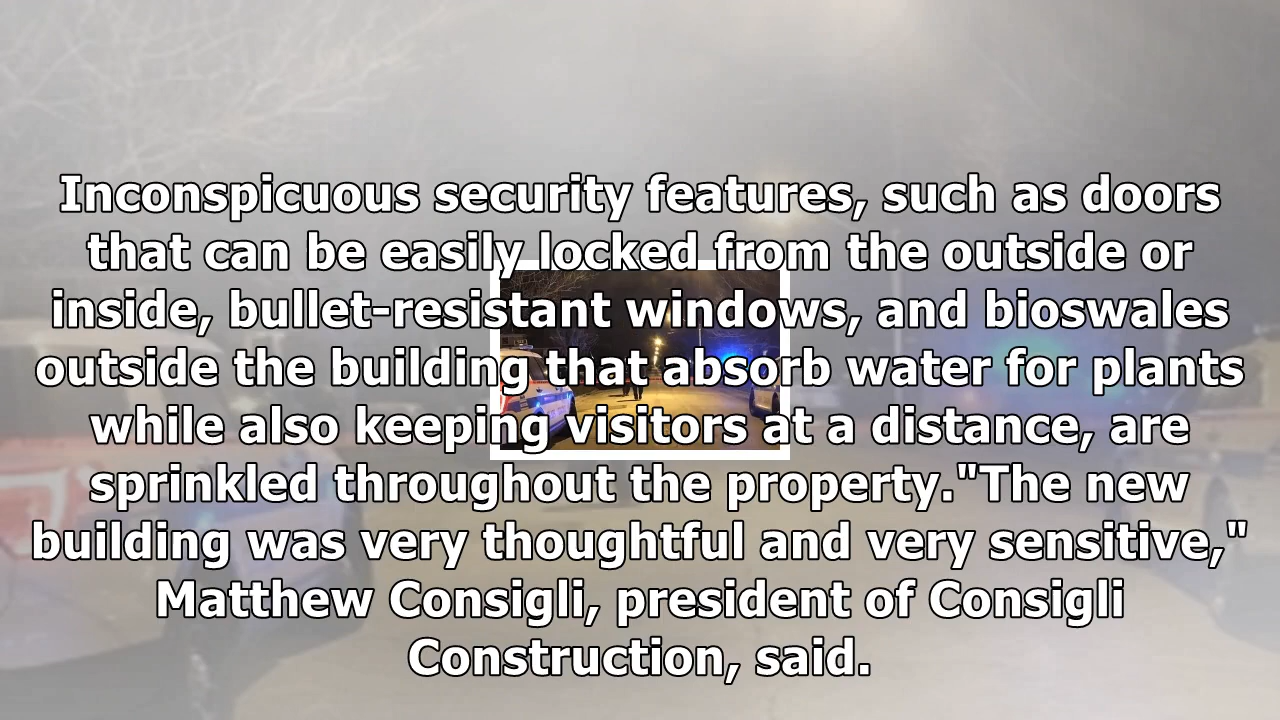 Inconspicuous security features, such as doors
that can be easily locked from the outside or
inside, bullet-resistant windows, and bioswales
outside the building that absorb water for plants
while also keeping visitors at a distance, are
sprinkled throughout the property."The new
building was very thoughtful and very sensitive,"
Matthew Consigli, president of Consigli
Construction, said.